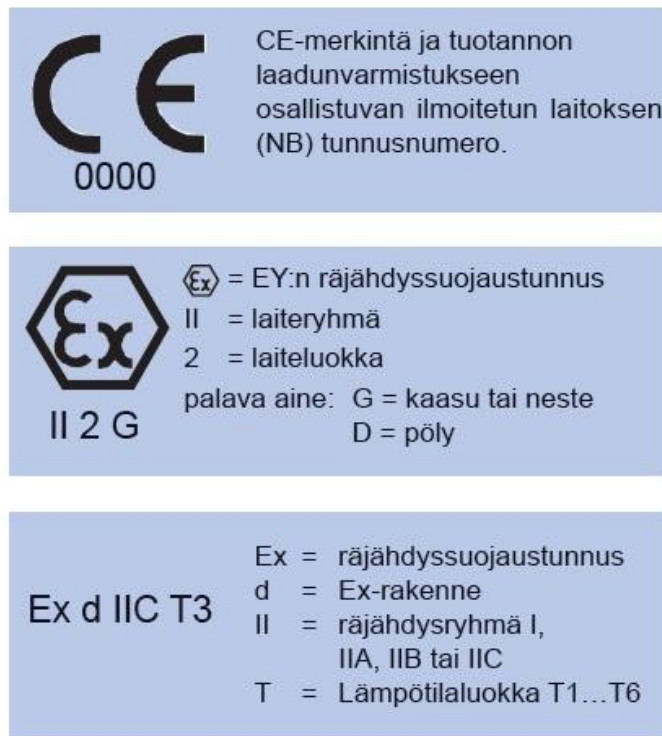 CE
0000
CE-merkintä ja tuotannon
laadunvarmistukseen
osallistuvan ilmoitetun laitoksen
(NB) tunnusnumero.
Ex
II 2 G
Ex = EY:n räjähdyssuojaustunnus
II = laiteryhmä
2 = laiteluokka
palava aine: G = kaasu tai neste
D = pöly
Ex d IIC T3
Ex = räjähdyssuojaustunnus
d = Ex-rakenne
II = räjähdysryhmä I,
IIA, IIB tai IIC
T = Lämpötilaluokka T1...T6